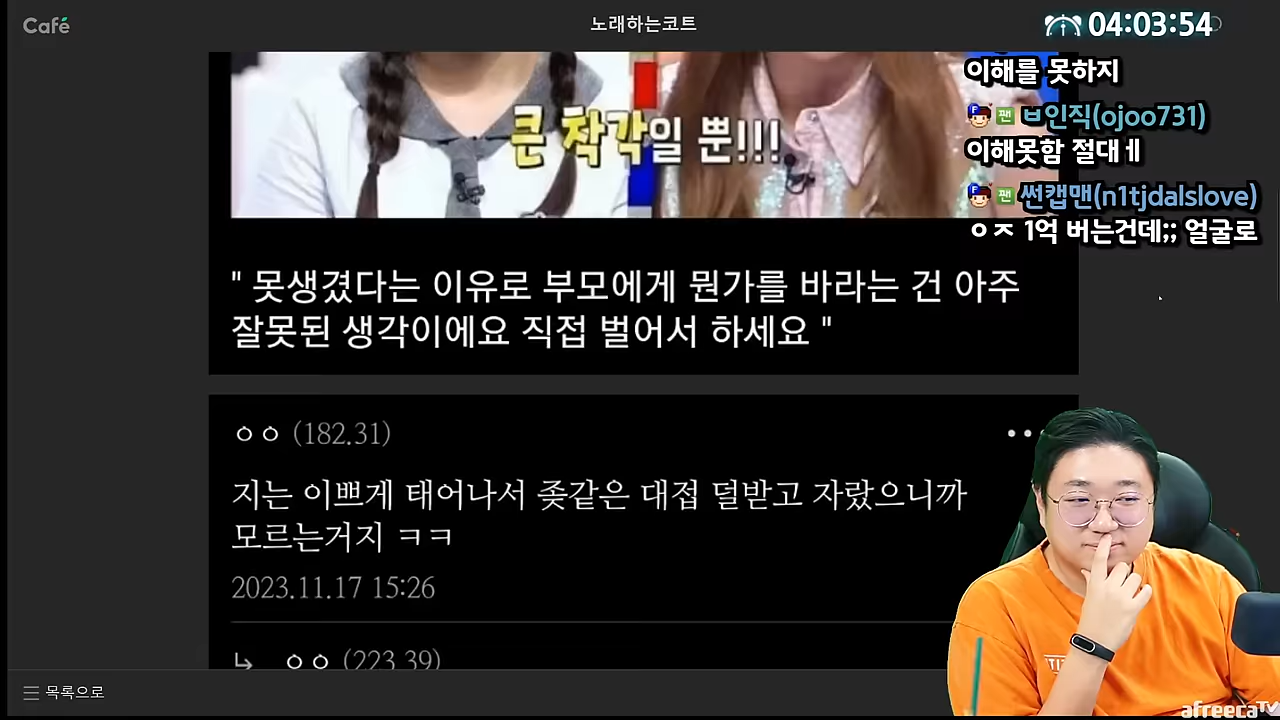 Café
노래하는코트
04:03:54
이해를 못하지
팬 ㅂ인직(ojoo731)
이해못함 절대ㅔ
팬 썬캡맨(n1tjdalslove)
ㅇㅈ 1억 버는건데;; 얼굴로
큰 착각일 뿐!!!
" 못생겼다는 이유로 부모에게 뭔가를 바라는 건 아주
잘못된 생각이에요 직접 벌어서 하세요 "
ㅇㅇ (182.31)
지는 이쁘게 태어나서 좆같은 대접 덜받고 자랐으니까
모르는거지 ㅋㅋ
2023.11.17 15:26
ㅇㅇ (223.39)
목록으로
afreecaTV